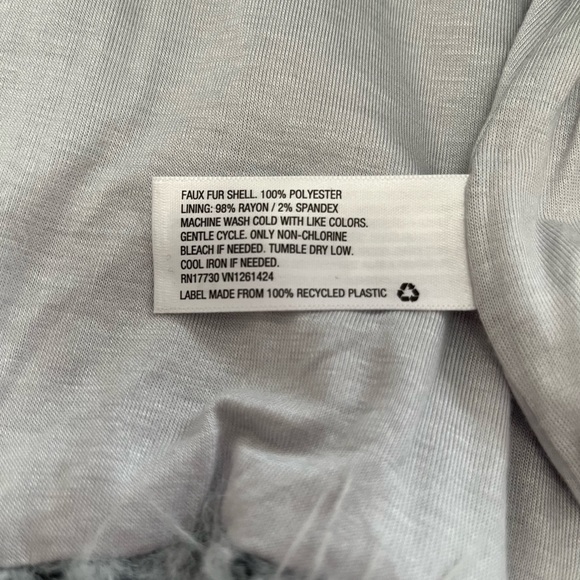 FAUX FUR SHELL. 100% POLYESTER
LINING: 98% RAYON / 2% SPANDEX
MACHINE WASH COLD WITH LIKE COLORS.
GENTLE CYCLE. ONLY NON-CHLORINE
BLEACH IF NEEDED. TUMBLE DRY LOW.
COOL IRON IF NEEDED.
RN17730 VN1261424
LABEL MADE FROM 100% RECYCLED PLASTIC